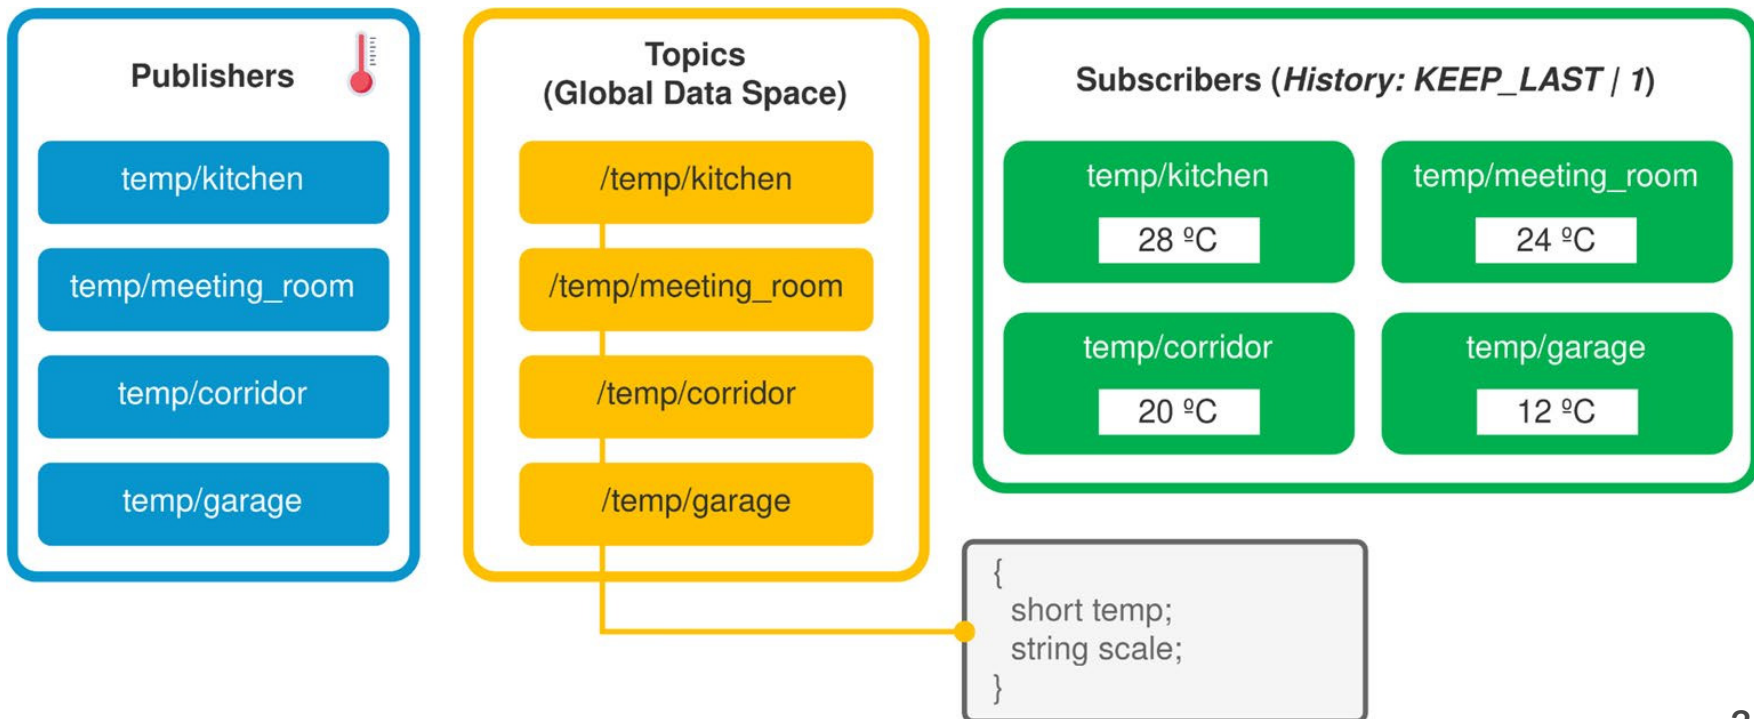 Publishers
temp/kitchen
temp/meeting_room
temp/corridor
temp/garage
Topics
(Global Data Space)
/temp/kitchen
/temp/meeting_room
/temp/corridor
/temp/garage
Subscribers (History: KEEP_LAST | 1)
temp/kitchen
28 ºC
temp/meeting_room
24 ºC
temp/corridor
20 ºC
temp/garage
12 ºC
{
short temp;
string scale;
}